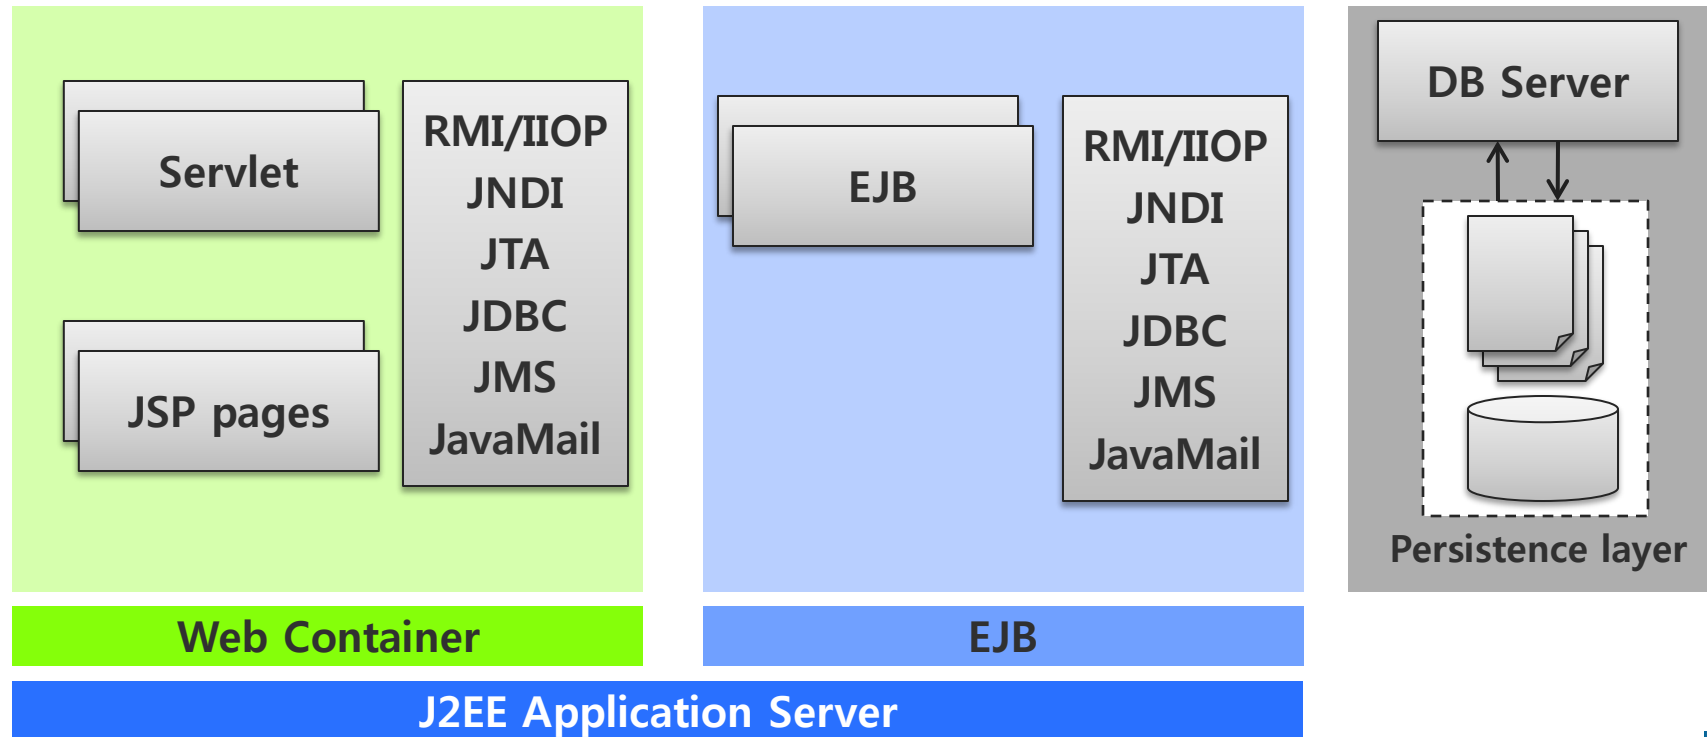 Servlet
JSP pages
RMI/IIOP
JNDI
JTA
JDBC
JMS
JavaMail
Web Container
EJB
RMI/IIOP
JNDI
JTA
JDBC
JMS
JavaMail
EJB
J2EE Application Server
DB Server
Persistence layer